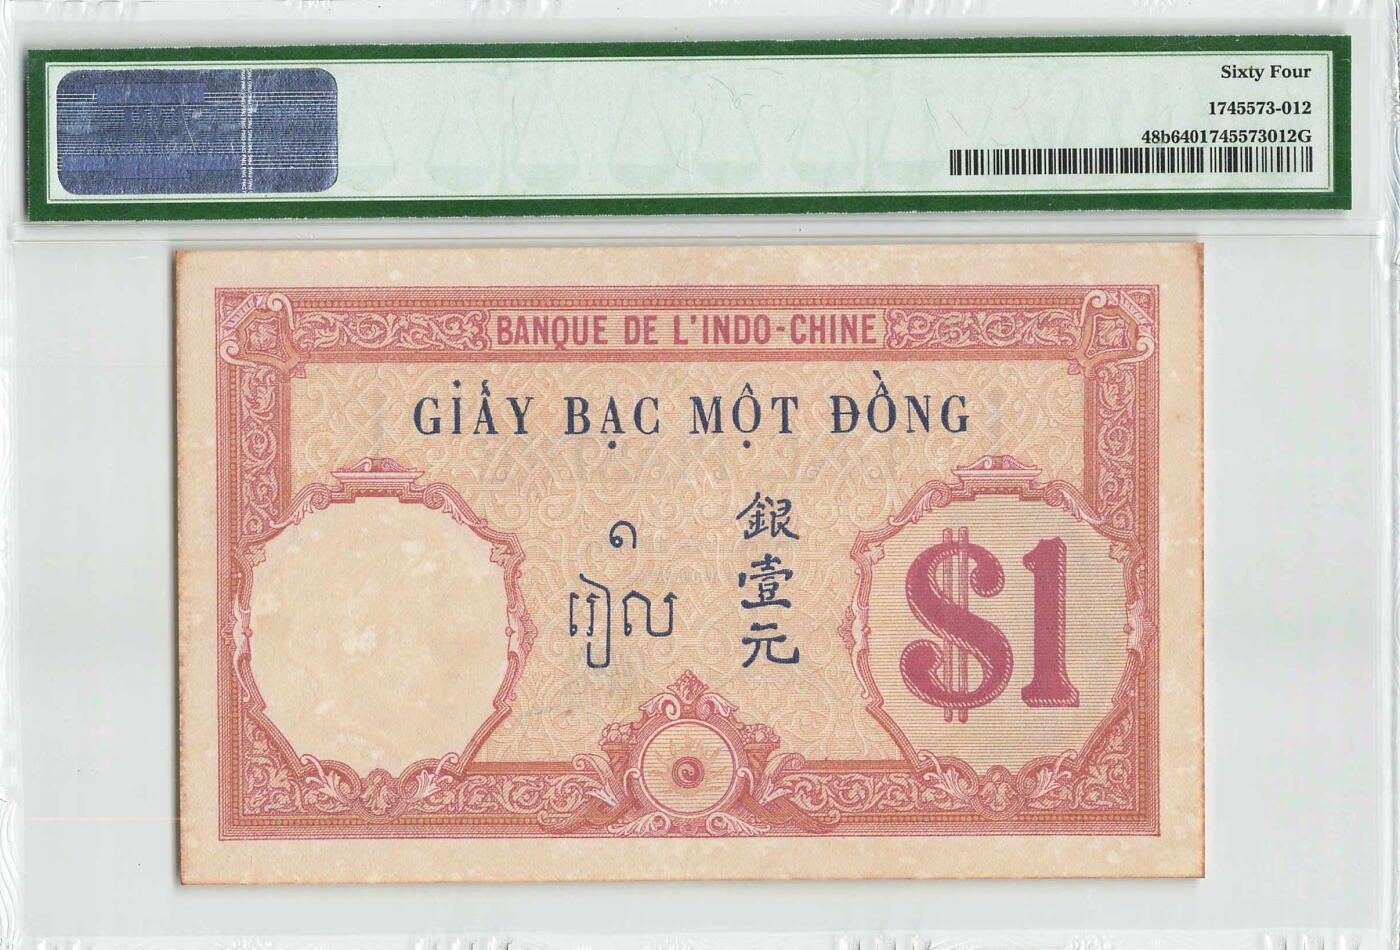 Sixty Four
1745573-012
48b6401745573012G
BANQUE DE L'INDO-CHINE
GIẤY BẠC MỘT ĐỒNG
១
រៀល
銀
壹
元
$1